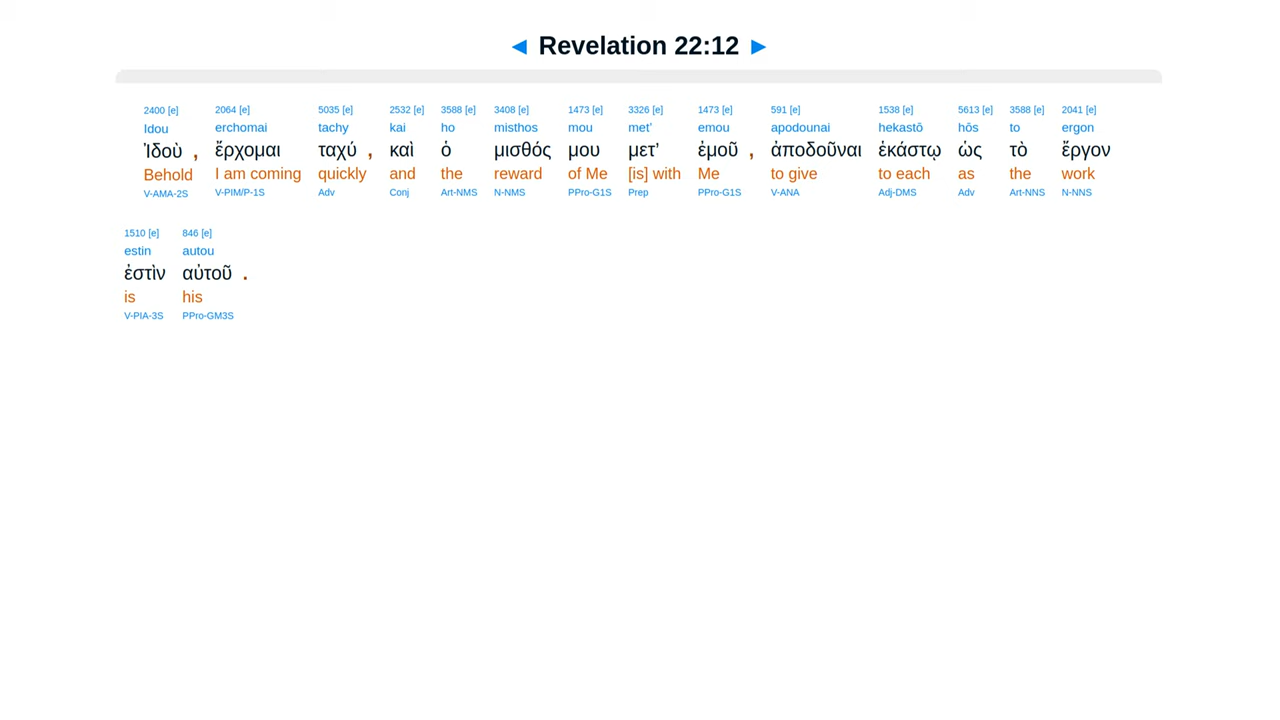 ◄ Revelation 22:12 ►
2400 [e] 2064 [e] 5035 [e] 2532 [e] 3588 [e] 3408 [e] 1473 [e] 3326 [e] 1473 [e] 591 [e] 1538 [e] 5613 [e] 3588 [e] 2041 [e]
Idou erchomai tachy kai ho misthos mou met’ emou apodounai hekastō hōs to ergon
Ἰδοὺ , ἔρχομαι ταχύ , καὶ ὁ μισθός μου μετ’ ἐμοῦ , ἀποδοῦναι ἑκάστῳ ὡς τὸ ἔργον
Behold I am coming quickly and the reward of Me [is] with Me to give to each as the work
V-AMA-2S V-PIM/P-1S Adv Conj Art-NMS N-NMS PPro-G1S Prep PPro-G1S V-ANA Adj-DMS Adv Art-NNS N-NNS
1510 [e] 846 [e]
estin autou
ἐστὶν αὐτοῦ .
is his
V-PIA-3S PPro-GM3S